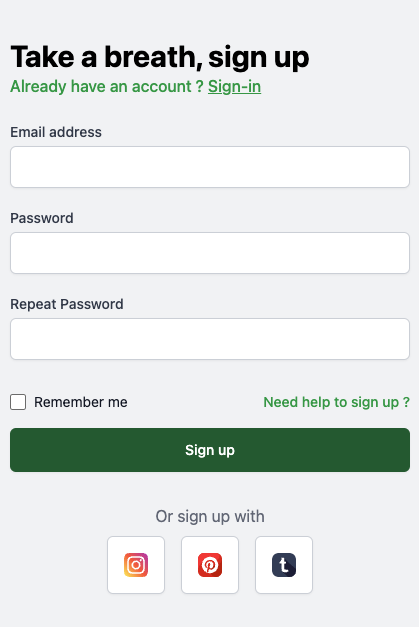 Take a breath, sign up
Already have an account ? Sign-in
Email address
Password
Repeat Password
Remember me
Need help to sign up ?
Sign up
Or sign up with
t